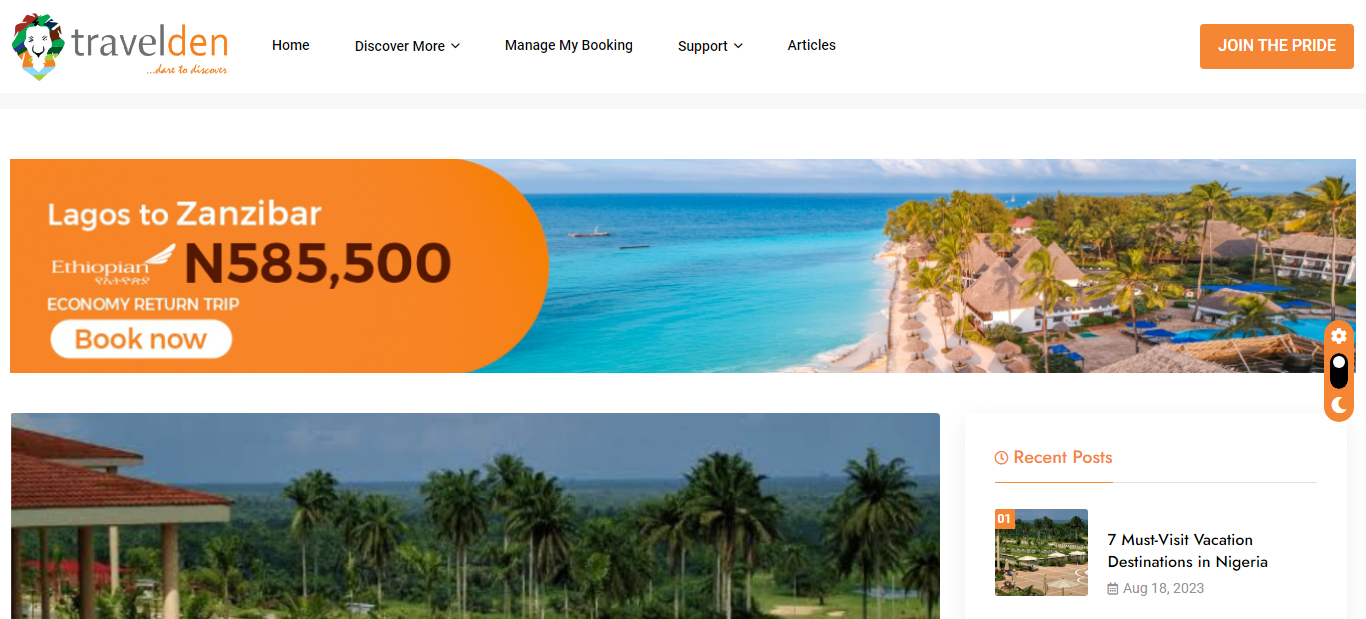 travelden
...dare to discover
Home
Discover More
Manage My Booking
Support
Articles
JOIN THE PRIDE
Lagos to Zanzibar
Ethiopian
የኢትዮጵያ
N585,500
ECONOMY RETURN TRIP
Book now
Recent Posts
01
7 Must-Visit Vacation
Destinations in Nigeria
Aug 18, 2023